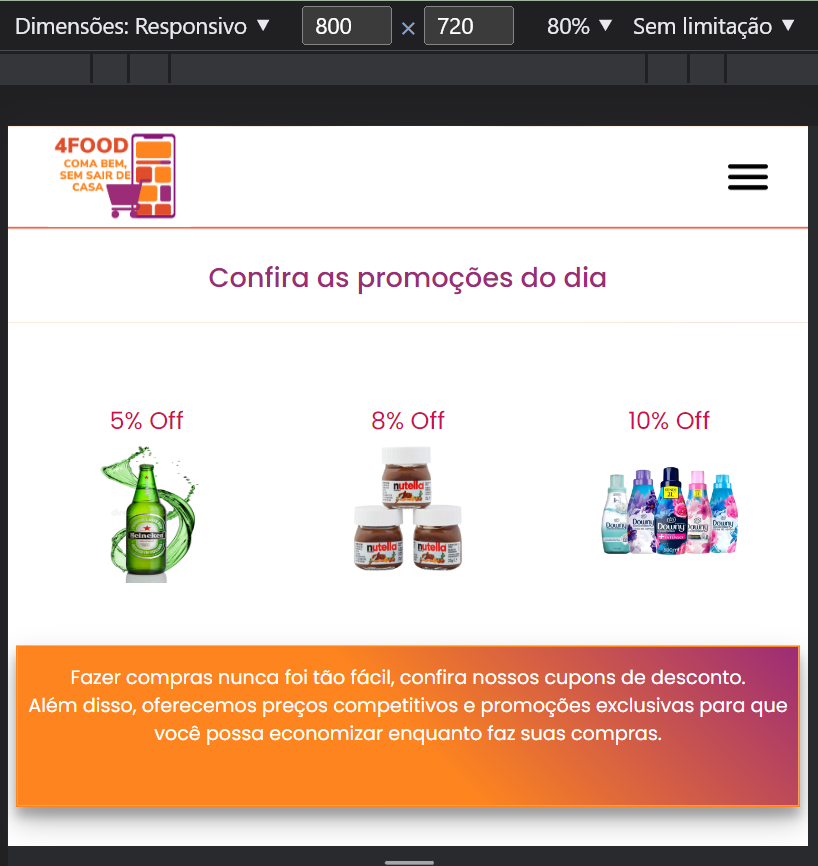 Dimensões: Responsivo ▼ 800 × 720 80% ▼ Sem limitação ▼
4FOOD
COMA BEM,
SEM SAIR DE
CASA
Confira as promoções do dia
5% Off 8% Off 10% Off
Heineken
nutella
nutella nutella
Downy Downy Downy Downy Downy
Fazer compras nunca foi tão fácil, confira nossos cupons de desconto.
Além disso, oferecemos preços competitivos e promoções exclusivas para que
você possa economizar enquanto faz suas compras.